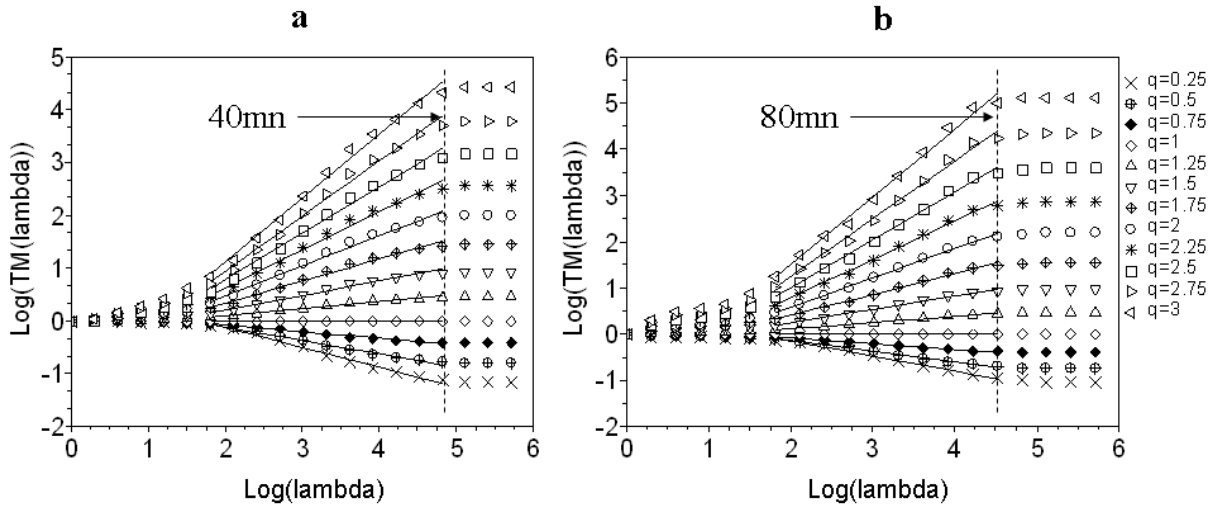 a
b
5
4
3
2
1
0
-1
-2
Log(TM(lambda))
40mn
0 1 2 3 4 5 6
Log(lambda)
6
5
4
3
2
1
0
-1
-2
Log(TM(lambda))
80mn
0 1 2 3 4 5 6
Log(lambda)
q=0.25
q=0.5
q=0.75
q=1
q=1.25
q=1.5
q=1.75
q=2
q=2.25
q=2.5
q=2.75
q=3